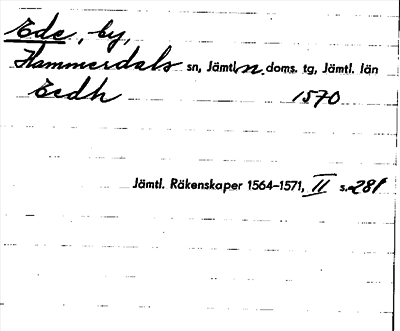 Ede, by,
Hammerdals sn, Jämtl. n. doms. tg, Jämtl. län
Eedh 1570
Jämtl. Räkenskaper 1564–1571, II s. 281